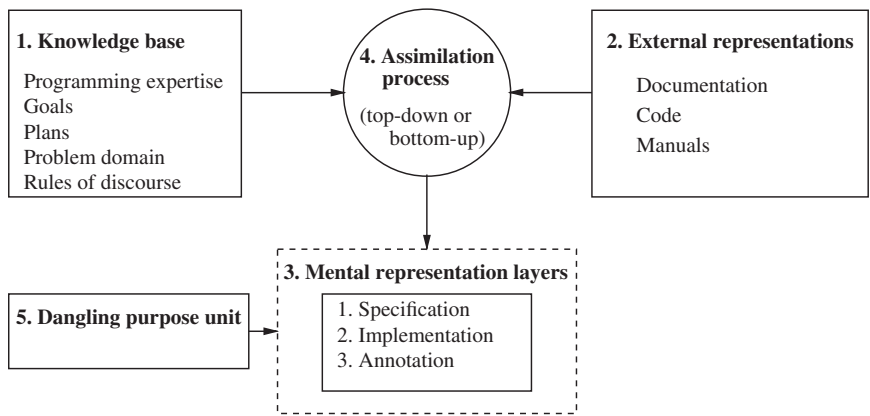 1. Knowledge base
Programming expertise
Goals
Plans
Problem domain
Rules of discourse
4. Assimilation
process
(top-down or
bottom-up)
2. External representations
Documentation
Code
Manuals
3. Mental representation layers
1. Specification
2. Implementation
3. Annotation
5. Dangling purpose unit